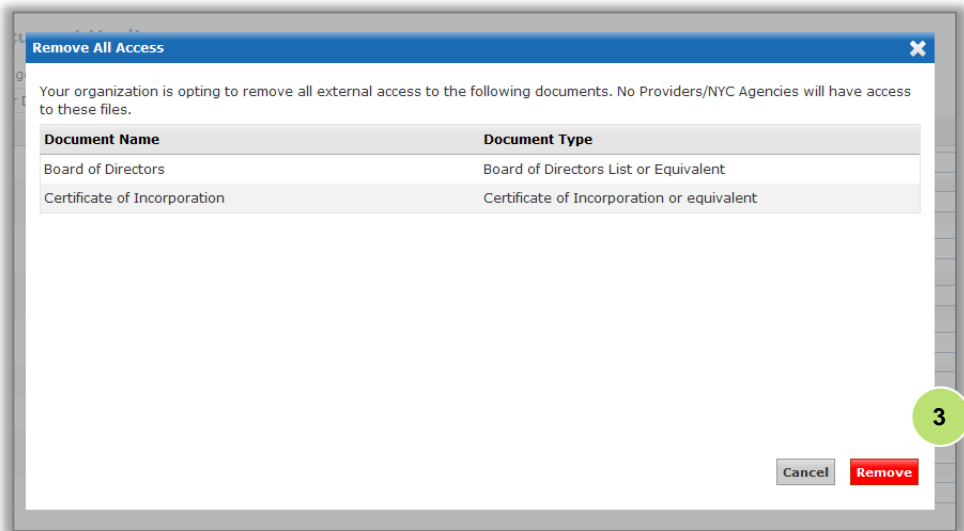 Remove All Access
Your organization is opting to remove all external access to the following documents. No Providers/NYC Agencies will have access
to these files.
Document Name Document Type
Board of Directors Board of Directors List or Equivalent
Certificate of Incorporation Certificate of Incorporation or equivalent
3
Cancel Remove